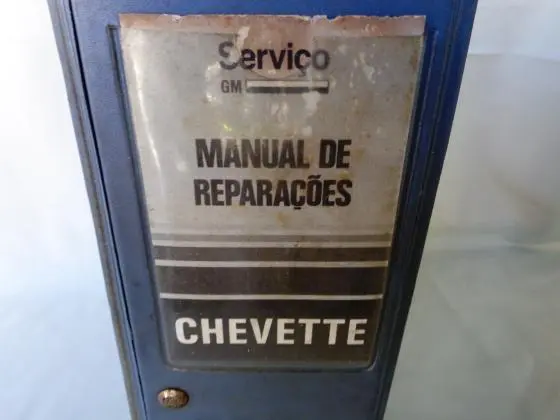 Serviço
GM
MANUAL DE
REPARAÇÕES
CHEVETTE